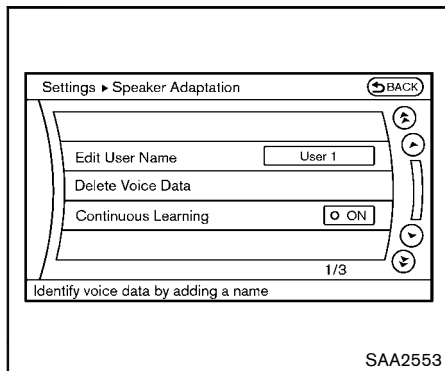 Settings ▸ Speaker Adaptation BACK
Edit User Name User 1
Delete Voice Data
Continuous Learning ON
1/3
Identify voice data by adding a name
SAA2553